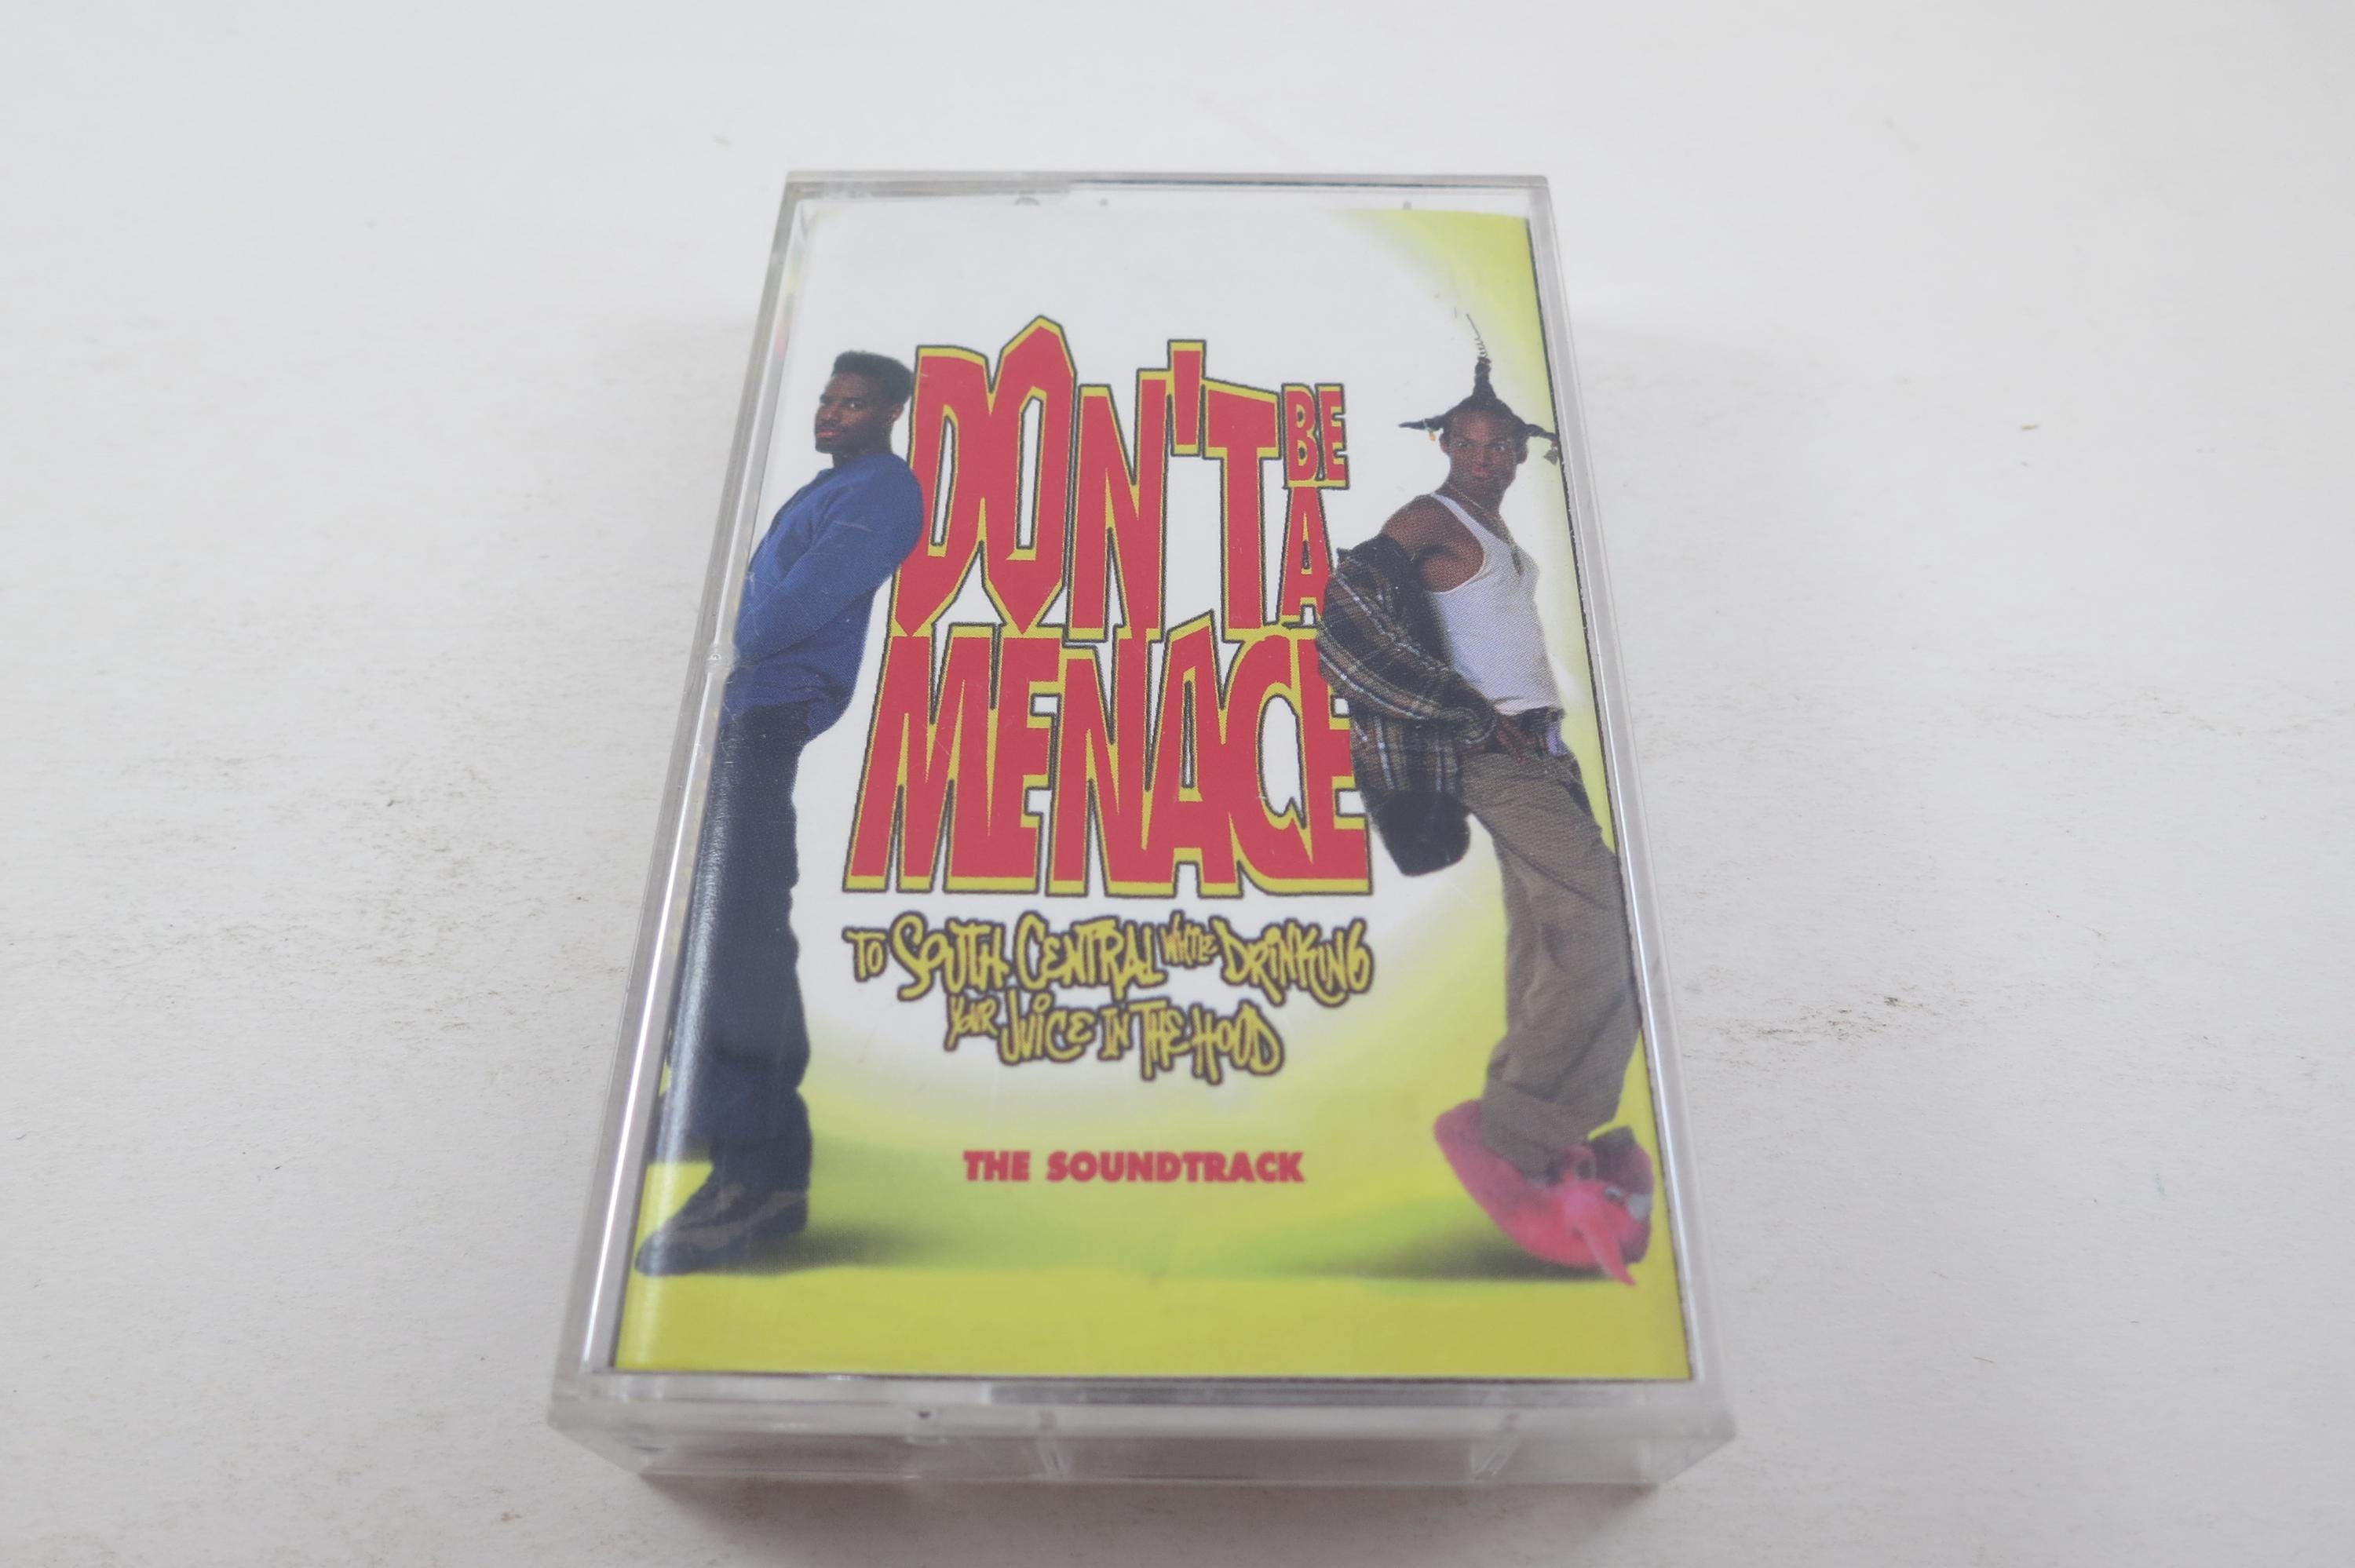 DON'T BE
A
MENACE
TO SOUTH CENTRAL WHILE DRINKING
YOUR JUICE IN THE HOOD
THE SOUNDTRACK